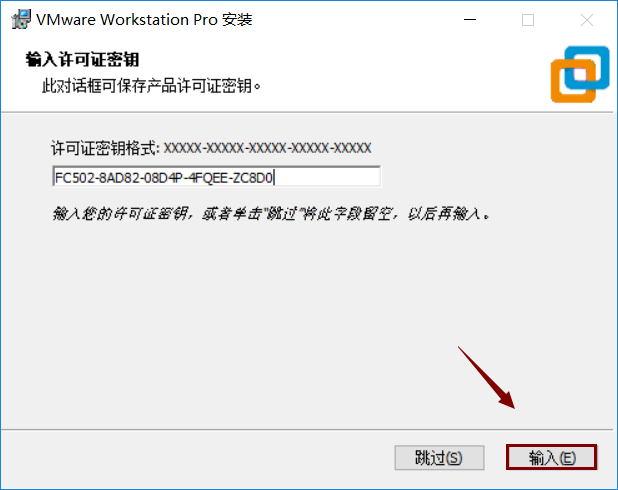 VMware Workstation Pro 安装
输入许可证密钥
此对话框可保存产品许可证密钥。
许可证密钥格式: XXXXX-XXXXX-XXXXX-XXXXX-XXXXX
FC502-8AD82-08D4P-4FQEE-ZC8D0
输入您的许可证密钥，或者单击"跳过"将此字段留空，以后再输入。
跳过(S) 输入(E)